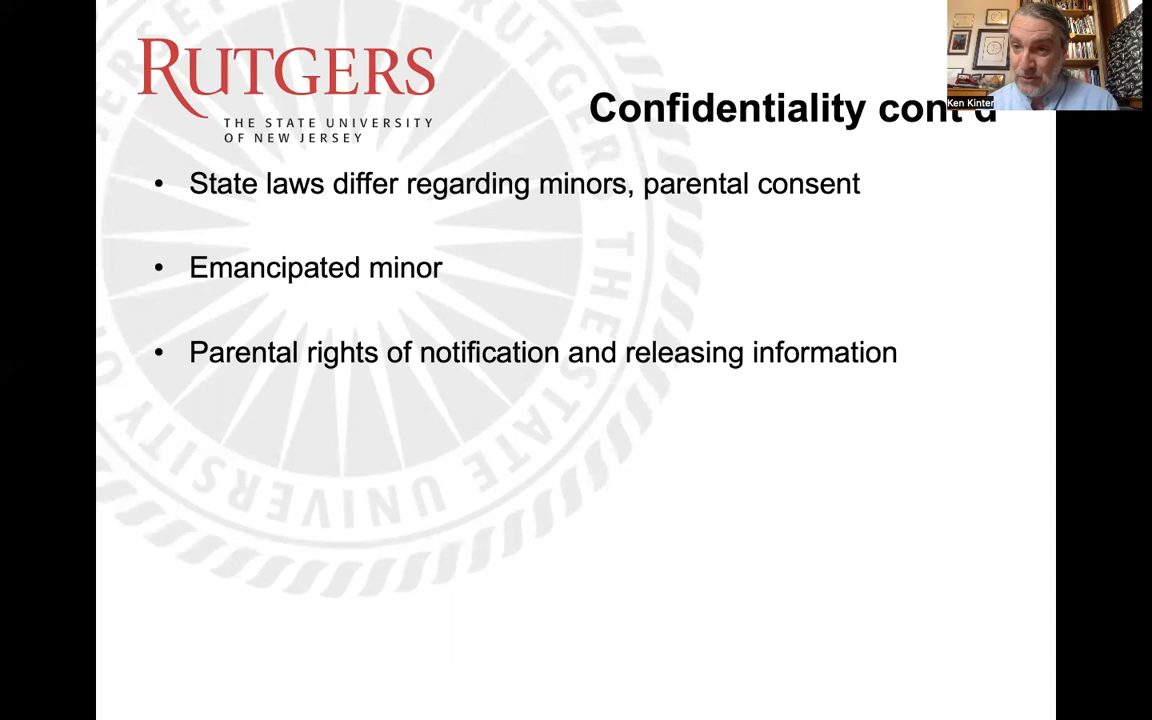 RUTGERS
THE STATE UNIVERSITY
OF NEW JERSEY
Confidentiality cont'd
Ken Kinter
• State laws differ regarding minors, parental consent
• Emancipated minor
• Parental rights of notification and releasing information